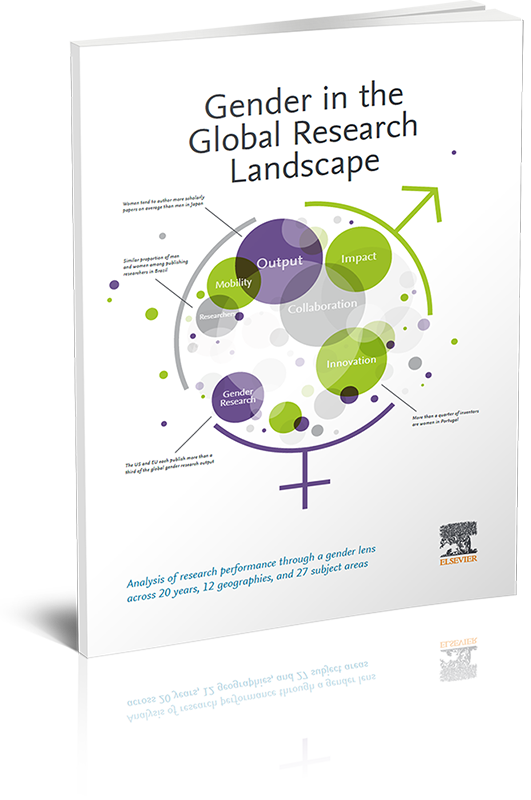 Gender in the
Global Research
Landscape
Women tend to author more scholarly
papers on average than men in Japan
Output
Impact
Similar proportion of men
and women among publishing
researchers in Brazil
Mobility
Collaboration
Researchers
Innovation
Gender
Research
More than a quarter of inventors
are women in Portugal
The US and EU each publish more than a
third of the global gender research output
Analysis of research performance through a gender lens
across 20 years, 12 geographies, and 27 subject areas
ELSEVIER